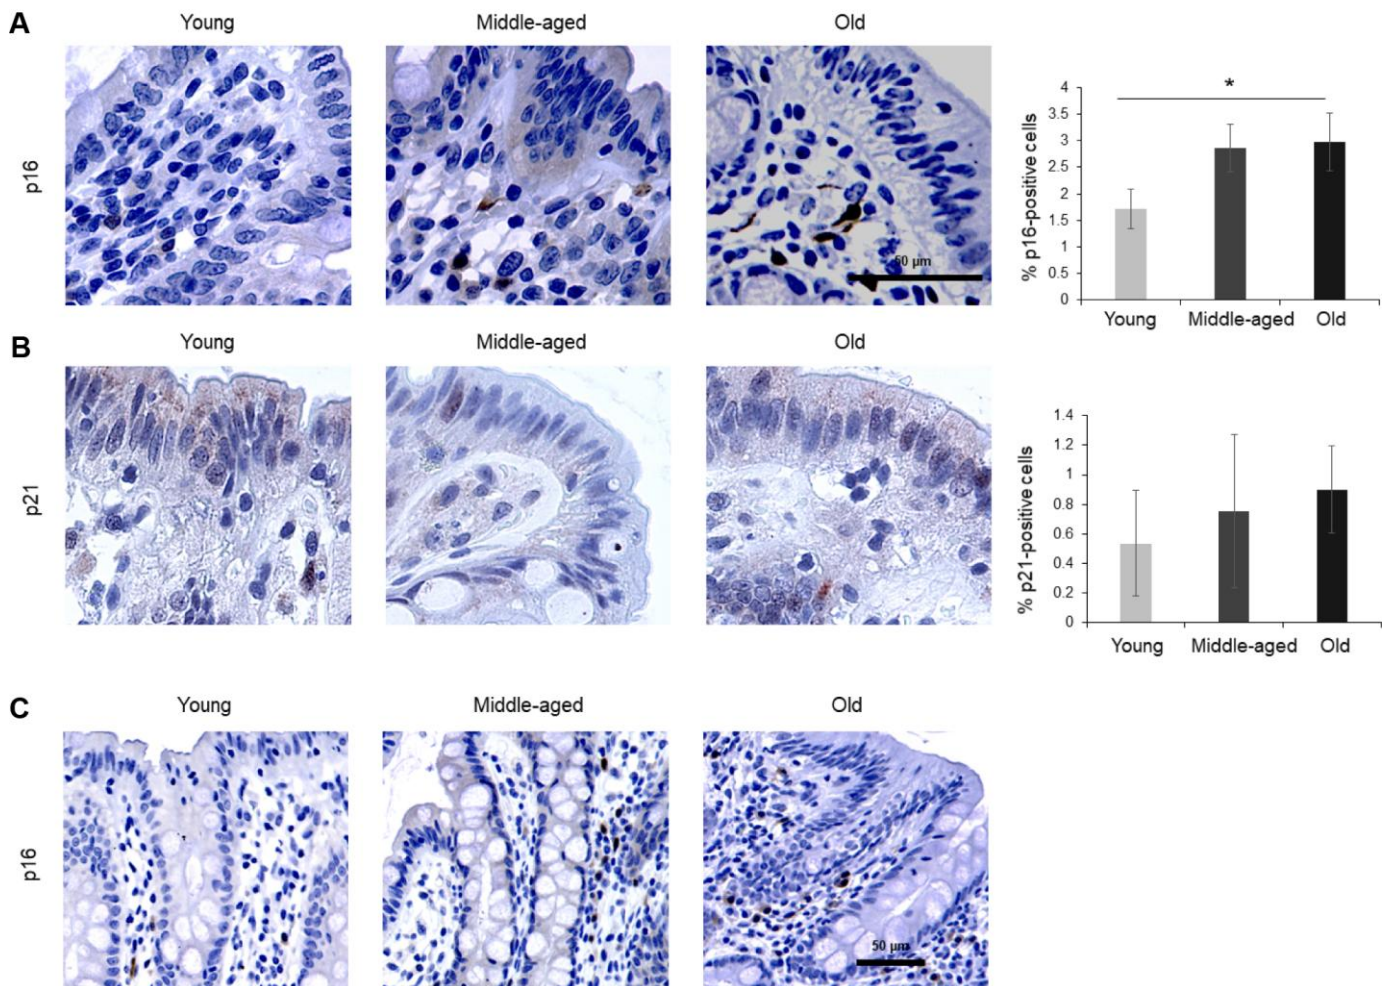 A
Young
Middle-aged
Old
p16
50 µm
*
% p16-positive cells
4
3.5
3
2.5
2
1.5
1
0.5
0
Young
Middle-aged
Old
B
Young
Middle-aged
Old
p21
% p21-positive cells
1.4
1.2
1
0.8
0.6
0.4
0.2
0
Young
Middle-aged
Old
C
Young
Middle-aged
Old
p16
50 µm